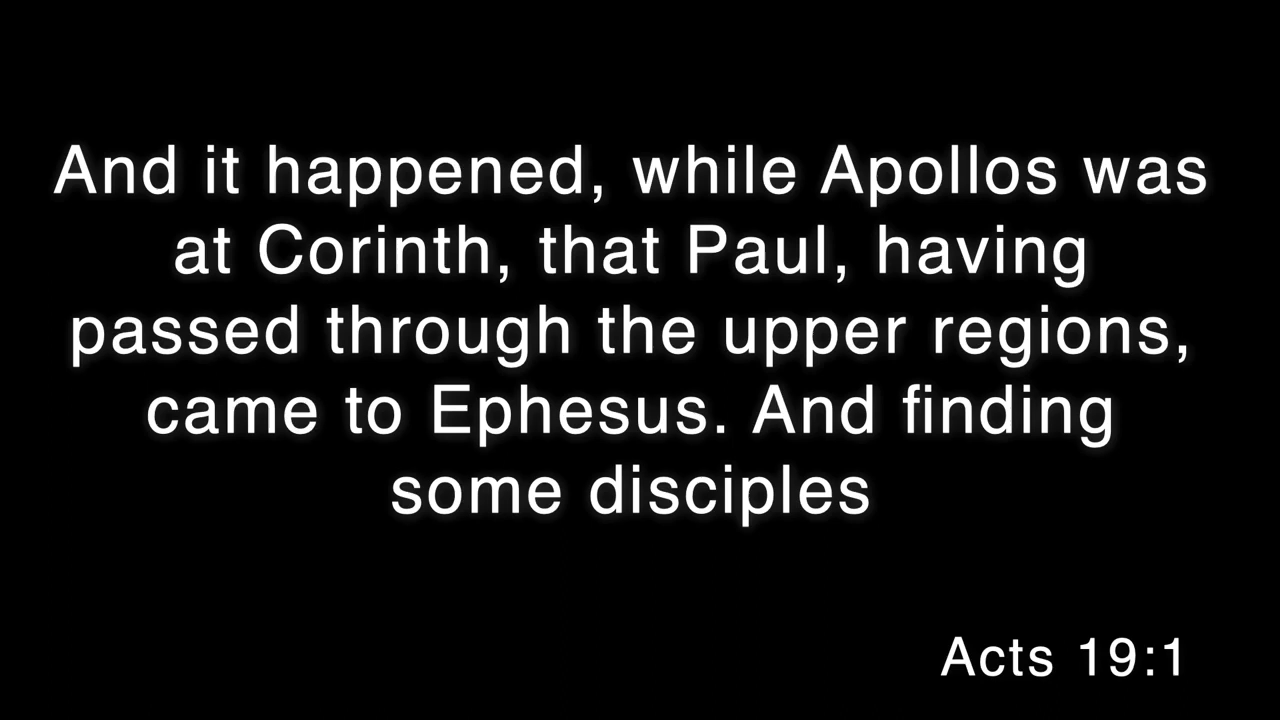 And it happened, while Apollos was
at Corinth, that Paul, having
passed through the upper regions,
came to Ephesus. And finding
some disciples
Acts 19:1